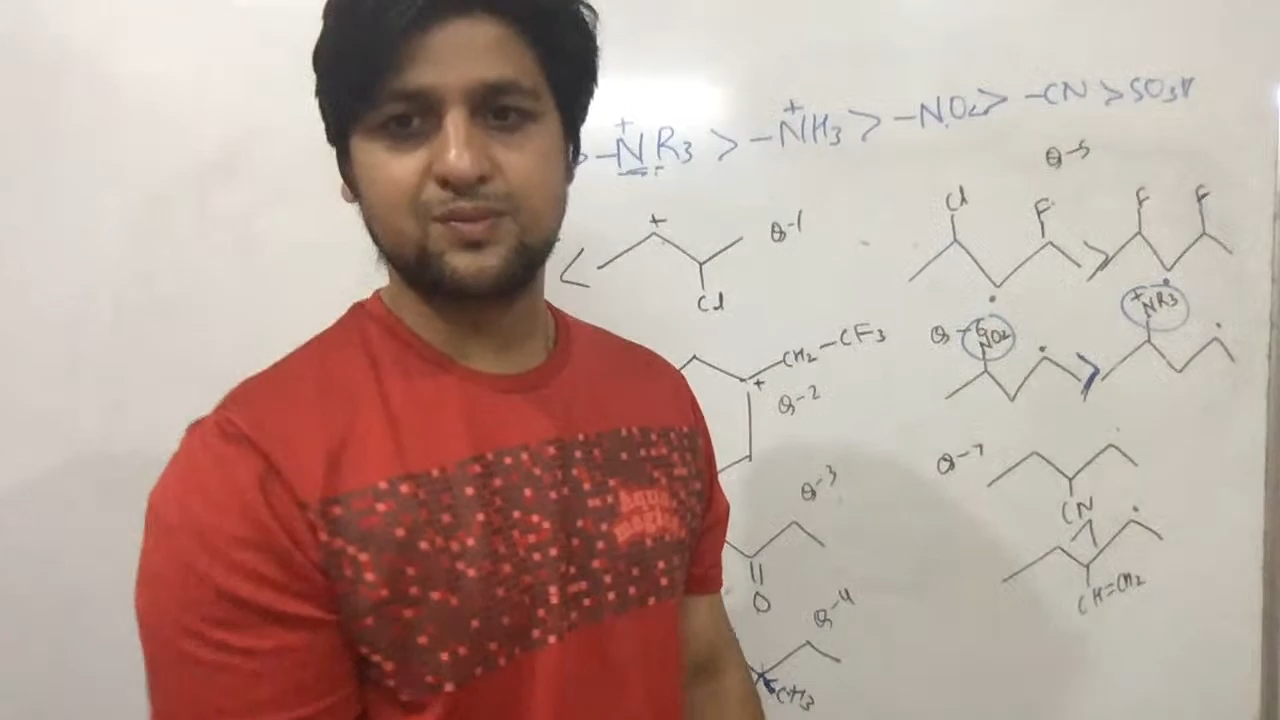 > -N⁺R3 > -N⁺H3 > -NO2 > -CN > SO3H
Q-5
< + Cl Q-1
Cl F > F F
CH2-CF3
+ Q-2
Q-6 NO2 > +NR3
Q-3
O
Q-7
CN
CH=CH2
Q-4
CH3